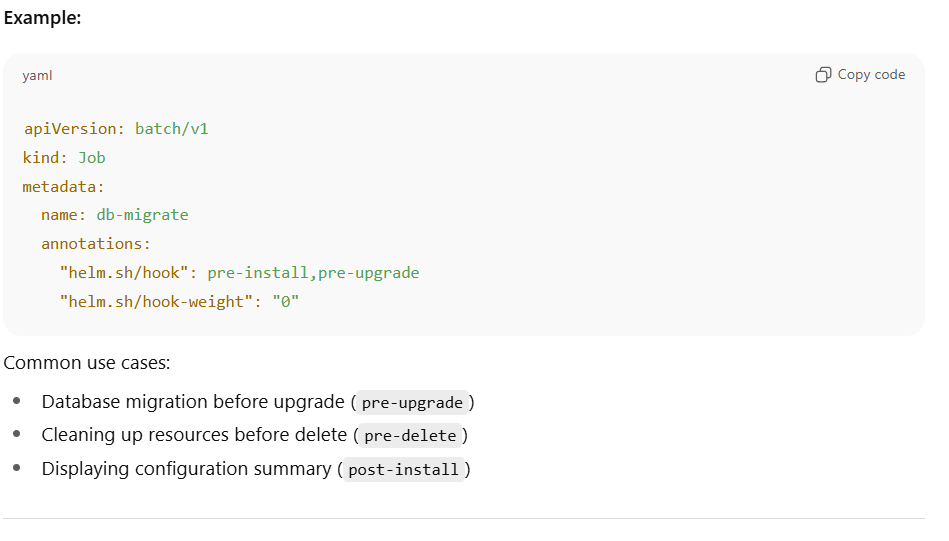 Example:
yaml
Copy code
apiVersion: batch/v1
kind: Job
metadata:
  name: db-migrate
  annotations:
    "helm.sh/hook": pre-install,pre-upgrade
    "helm.sh/hook-weight": "0"
Common use cases:
• Database migration before upgrade (pre-upgrade)
• Cleaning up resources before delete (pre-delete)
• Displaying configuration summary (post-install)